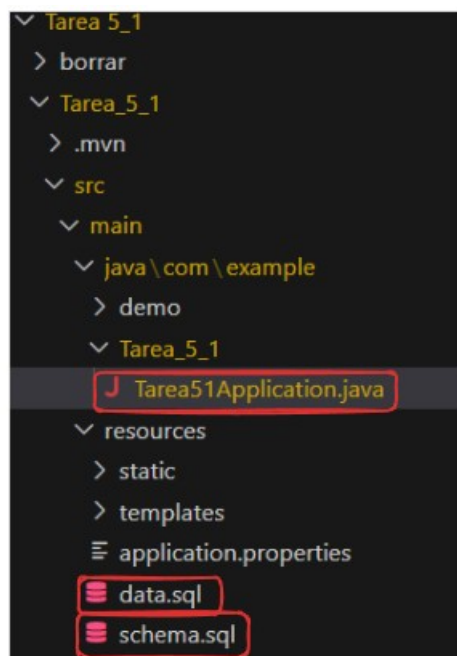 Tarea 5_1
borrar
Tarea_5_1
.mvn
src
main
java\com\example
demo
Tarea_5_1
J Tarea51Application.java
resources
static
templates
application.properties
data.sql
schema.sql